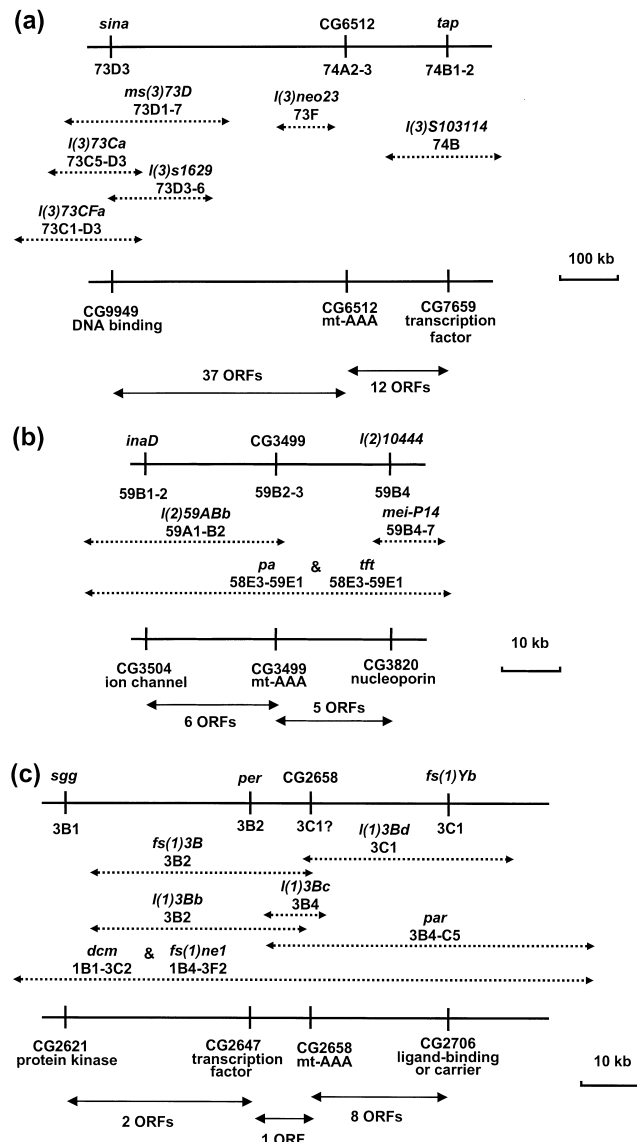 (a)
sina CG6512 tap
73D3 74A2-3 74B1-2
ms(3)73D l(3)neo23
73D1-7 73F
l(3)S103114
74B
l(3)73Ca
73C5-D3
l(3)s1629
73D3-6
l(3)73CFa
73C1-D3
100 kb
CG9949 CG6512 CG7659
DNA binding mt-AAA transcription
factor
37 ORFs
12 ORFs
(b)
inaD CG3499 l(2)10444
59B1-2 59B2-3 59B4
l(2)59ABb mei-P14
59A1-B2 59B4-7
pa & tft
58E3-59E1 58E3-59E1
10 kb
CG3504 CG3499 CG3820
ion channel mt-AAA nucleoporin
6 ORFs 5 ORFs
(c)
sgg per CG2658 fs(1)Yb
3B1 3B2 3C1? 3C1
fs(1)3B l(1)3Bd
3B2 3C1
l(1)3Bb l(1)3Bc
3B2 3B4
par
3B4-C5
dcm & fs(1)ne1
1B1-3C2 1B4-3F2
CG2621 CG2647 CG2658 CG2706
protein kinase transcription mt-AAA ligand-binding
factor or carrier
10 kb
2 ORFs 8 ORFs
1 ORF